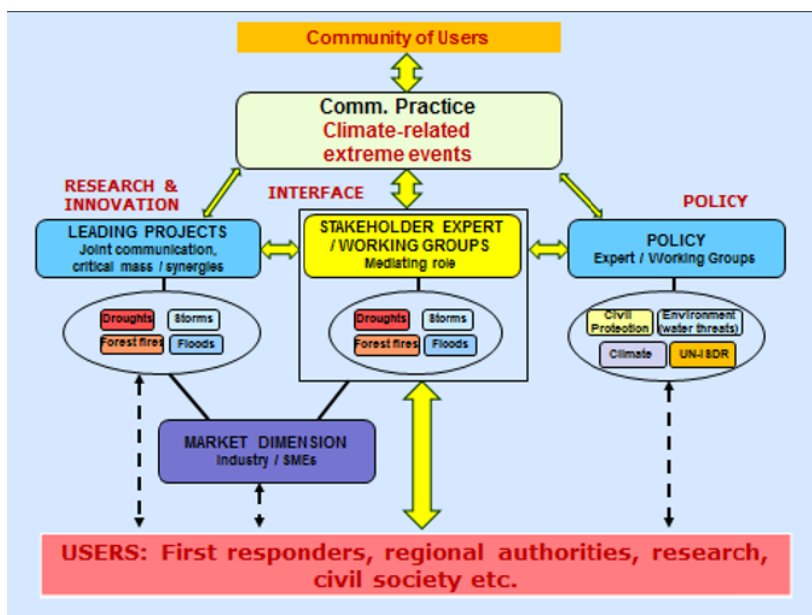 Community of Users
Comm. Practice
Climate-related
extreme events
RESEARCH &
INNOVATION
INTERFACE
POLICY
LEADING PROJECTS
Joint communication,
critical mass / synergies
STAKEHOLDER EXPERT
/ WORKING GROUPS
Mediating role
POLICY
Expert / Working Groups
Droughts
Storms
Forest fires
Floods
Droughts
Storms
Forest fires
Floods
Civil
Protection
Environment
(water threats)
Climate
UN-ISDR
MARKET DIMENSION
Industry / SMEs
USERS: First responders, regional authorities, research,
civil society etc.